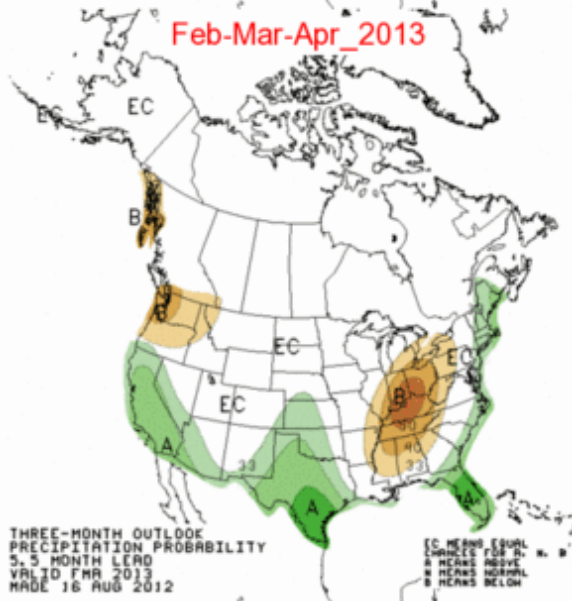 Feb-Mar-Apr_2013
EC
EC
B
B
EC
EC
EC
B
A
33
40
33
A
A
THREE-MONTH OUTLOOK
PRECIPITATION PROBABILITY
5.5 MONTH LEAD
VALID FMA 2013
MADE 16 AUG 2012
EC MEANS EQUAL
CHANCES FOR A, N, B
A MEANS ABOVE
N MEANS NORMAL
B MEANS BELOW